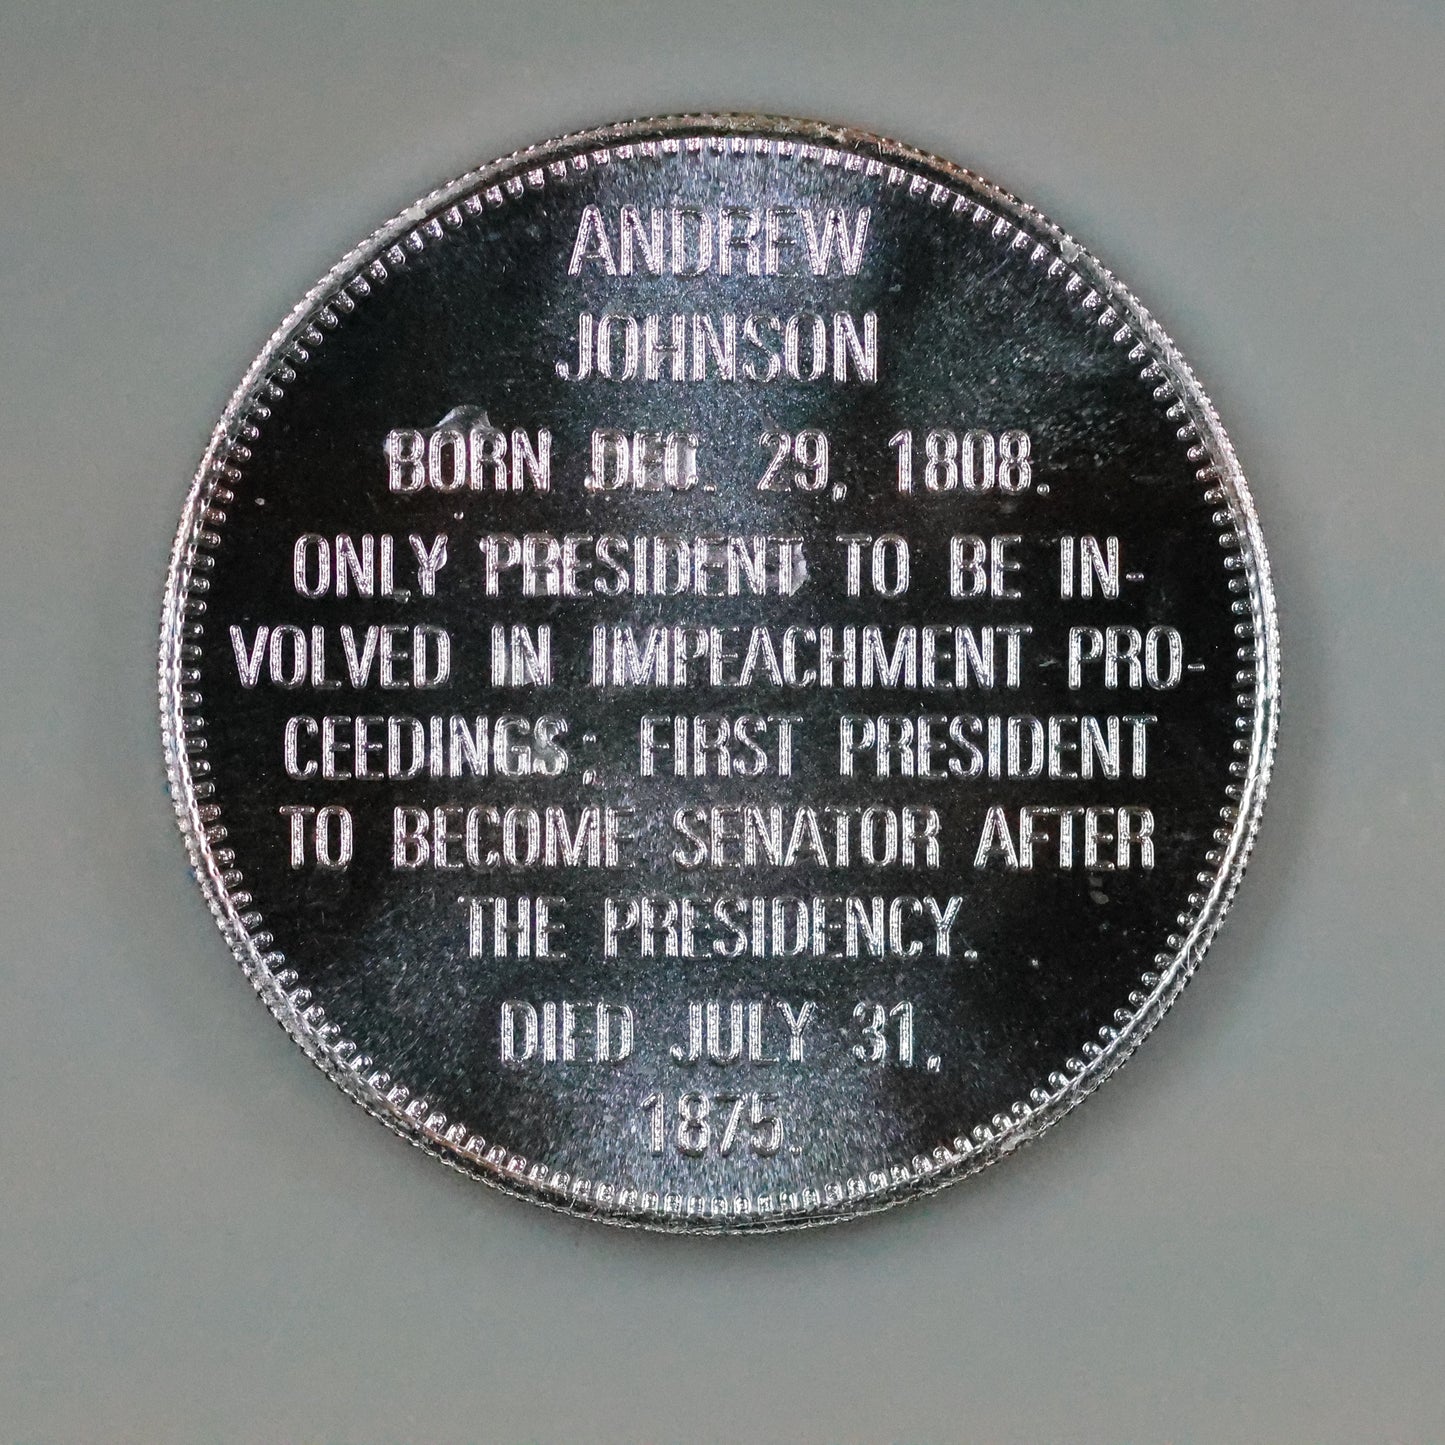 ANDREW
JOHNSON
BORN DEC. 29, 1808.
ONLY PRESIDENT TO BE IN-
VOLVED IN IMPEACHMENT PRO-
CEEDINGS; FIRST PRESIDENT
TO BECOME SENATOR AFTER
THE PRESIDENCY.
DIED JULY 31,
1875.